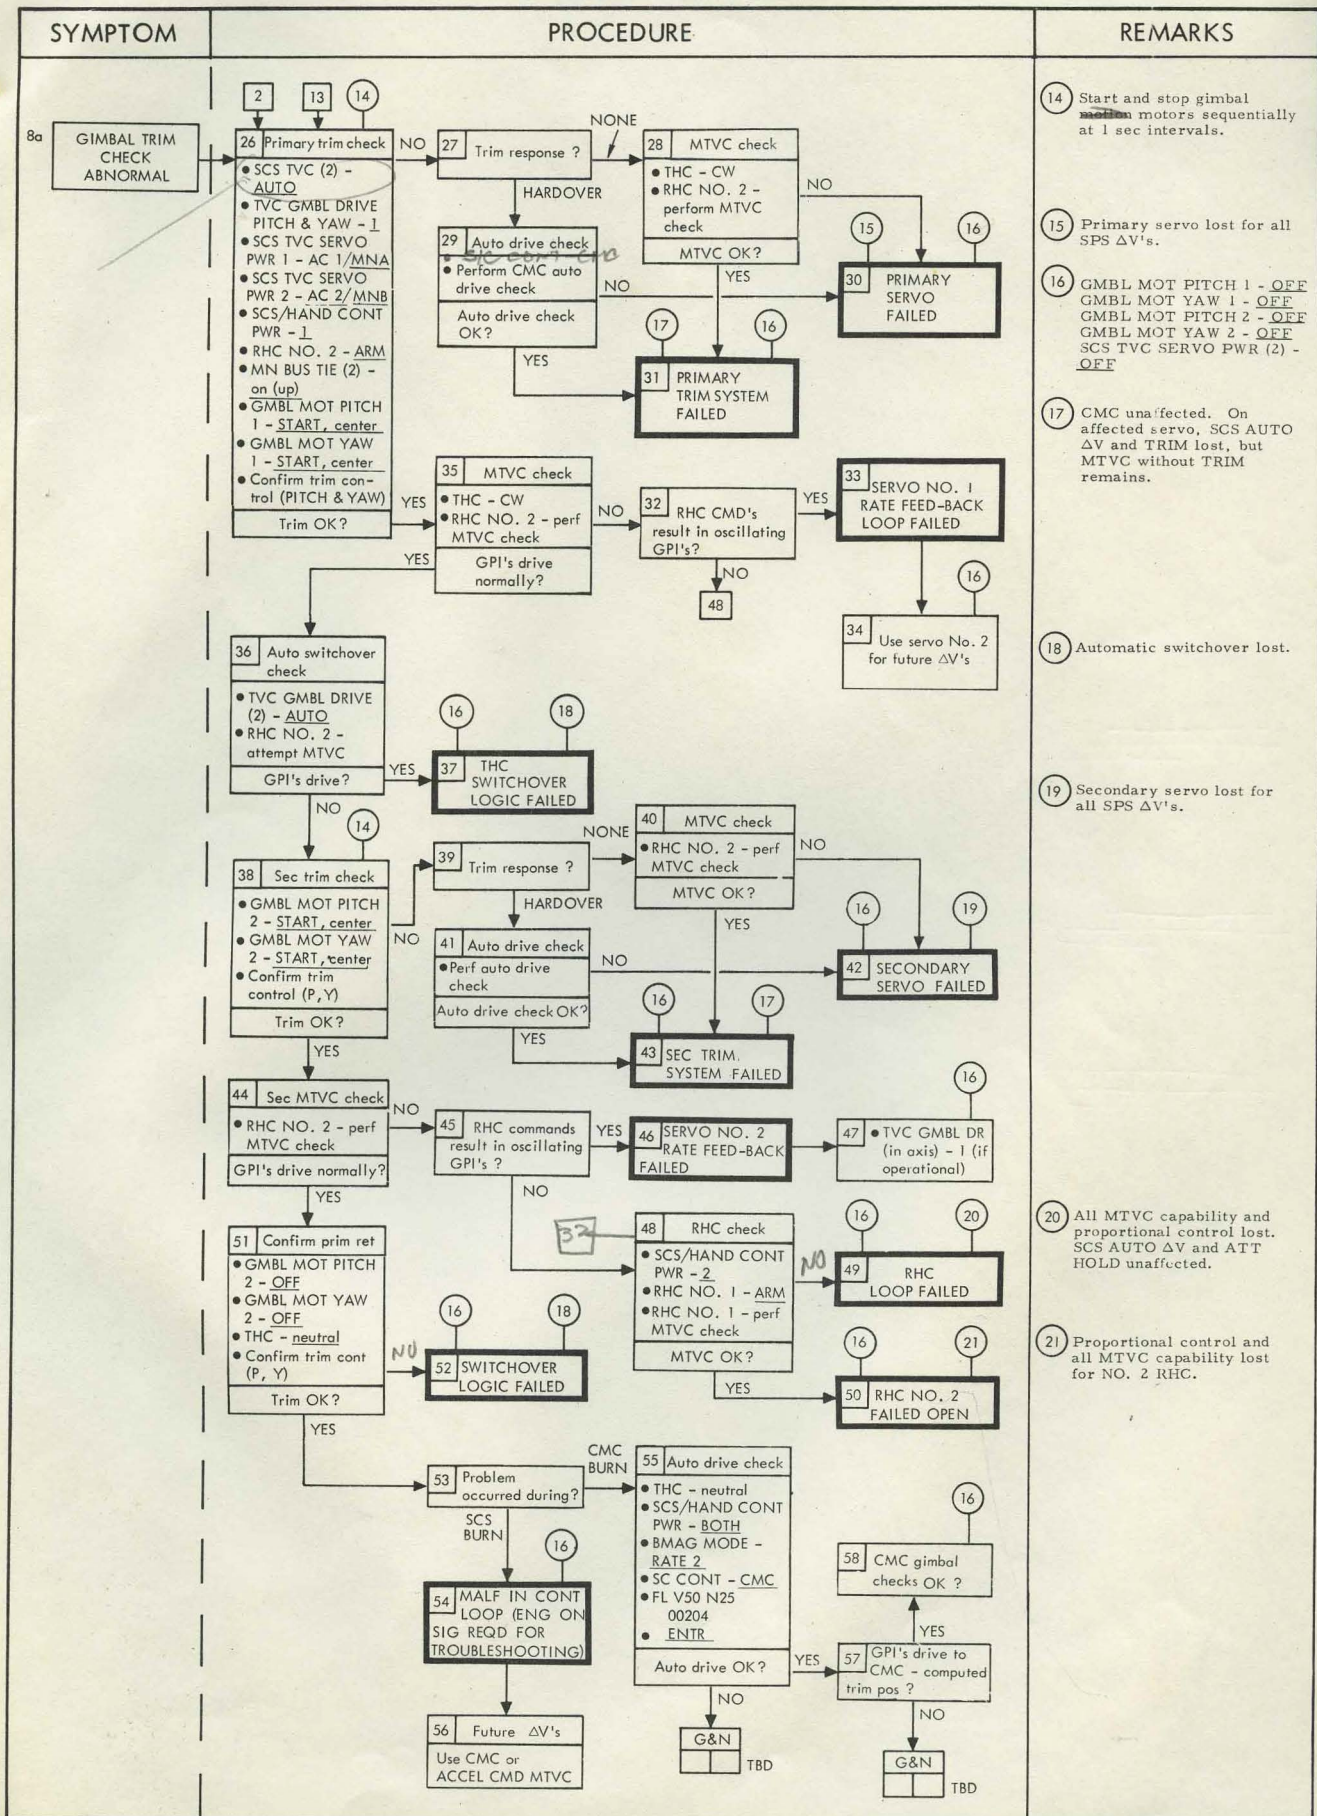 SYMPTOM
PROCEDURE
REMARKS
8a
GIMBAL TRIM
CHECK
ABNORMAL
2
13
14
26 Primary trim check
• SCS TVC (2) -
AUTO
• TVC GMBL DRIVE
PITCH & YAW - 1
• SCS TVC SERVO
PWR 1 - AC 1/MNA
• SCS TVC SERVO
PWR 2 - AC 2/MNB
• SCS/HAND CONT
PWR - 1
• RHC NO. 2 - ARM
• MN BUS TIE (2) -
on (up)
• GMBL MOT PITCH
1 - START, center
• GMBL MOT YAW
1 - START, center
• Confirm trim con-
trol (PITCH & YAW)
Trim OK?
NO
YES
27 Trim response ?
NONE
HARDOVER
28 MTVC check
• THC - CW
• RHC NO. 2 -
perform MTVC
check
MTVC OK?
NO
YES
29 Auto drive check
• S/C CONT - CMC
• Perform CMC auto
drive check
Auto drive check
OK?
NO
YES
15
16
30 PRIMARY
SERVO
FAILED
17
16
31 PRIMARY
TRIM SYSTEM
FAILED
35 MTVC check
• THC - CW
• RHC NO. 2 - perf
MTVC check
GPI's drive
normally?
NO
YES
32 RHC CMD's
result in oscillating
GPI's?
YES
NO
48
33 SERVO NO. 1
RATE FEED-BACK
LOOP FAILED
16
34 Use servo No. 2
for future ΔV's
36 Auto switchover
check
• TVC GMBL DRIVE
(2) - AUTO
• RHC NO. 2 -
attempt MTVC
GPI's drive?
YES
NO
16
18
37 THC
SWITCHOVER
LOGIC FAILED
14
38 Sec trim check
• GMBL MOT PITCH
2 - START, center
• GMBL MOT YAW
2 - START, center
• Confirm trim
control (P,Y)
Trim OK?
NO
YES
39 Trim response ?
NONE
HARDOVER
40 MTVC check
• RHC NO. 2 - perf
MTVC check
MTVC OK?
NO
YES
41 Auto drive check
• Perf auto drive
check
Auto drive check OK?
NO
YES
16
19
42 SECONDARY
SERVO FAILED
16
17
43 SEC TRIM
SYSTEM FAILED
44 Sec MTVC check
• RHC NO. 2 - perf
MTVC check
GPI's drive normally?
NO
YES
45 RHC commands
result in oscillating
GPI's ?
YES
NO
46 SERVO NO. 2
RATE FEED-BACK
FAILED
16
47 • TVC GMBL DR
(in axis) - 1 (if
operational)
32
48 RHC check
• SCS/HAND CONT
PWR - 2
• RHC NO. 1 - ARM
• RHC NO. 1 - perf
MTVC check
MTVC OK?
NO
YES
16
20
49 RHC
LOOP FAILED
16
21
50 RHC NO. 2
FAILED OPEN
51 Confirm prim ret
• GMBL MOT PITCH
2 - OFF
• GMBL MOT YAW
2 - OFF
• THC - neutral
• Confirm trim cont
(P, Y)
Trim OK?
NO
YES
16
18
52 SWITCHOVER
LOGIC FAILED
53 Problem
occurred during?
CMC
BURN
SCS
BURN
16
54 MALF IN CONT
LOOP (ENG ON
SIG REQD FOR
TROUBLESHOOTING)
56 Future ΔV's
Use CMC or
ACCEL CMD MTVC
55 Auto drive check
• THC - neutral
• SCS/HAND CONT
PWR - BOTH
• BMAG MODE -
RATE 2
• SC CONT - CMC
• FL V50 N25
00204
• ENTR
Auto drive OK?
YES
NO
G&N
TBD
16
58 CMC gimbal
checks OK ?
YES
57 GPI's drive to
CMC - computed
trim pos ?
NO
G&N
TBD
14 Start and stop gimbal
motion motors sequentially
at 1 sec intervals.
15 Primary servo lost for all
SPS ΔV's.
16 GMBL MOT PITCH 1 - OFF
GMBL MOT YAW 1 - OFF
GMBL MOT PITCH 2 - OFF
GMBL MOT YAW 2 - OFF
SCS TVC SERVO PWR (2) -
OFF
17 CMC unaffected. On
affected servo, SCS AUTO
ΔV and TRIM lost, but
MTVC without TRIM
remains.
18 Automatic switchover lost.
19 Secondary servo lost for
all SPS ΔV's.
20 All MTVC capability and
proportional control lost.
SCS AUTO ΔV and ATT
HOLD unaffected.
21 Proportional control and
all MTVC capability lost
for NO. 2 RHC.